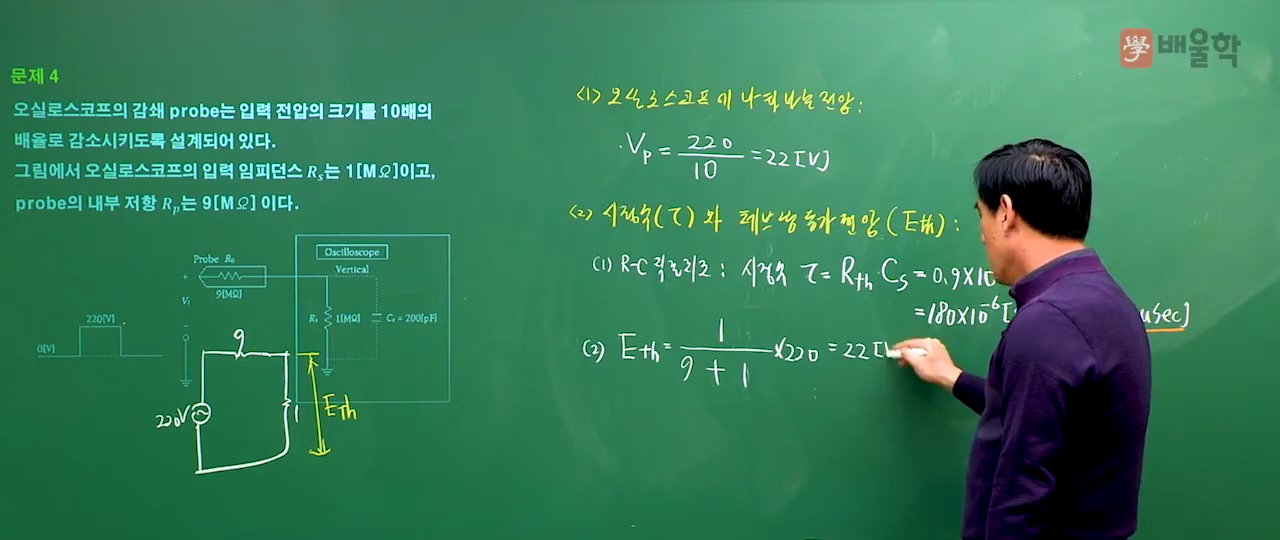 學 배울학
문제 4
오실로스코프의 감쇄 probe는 입력 전압의 크기를 10배의
배율로 감소시키도록 설계되어 있다.
그림에서 오실로스코프의 입력 임피던스 Rs는 1[MΩ]이고,
probe의 내부 저항 Rp는 9[MΩ] 이다.
Oscilloscope
Probe
Vertical
9[MΩ]
+
Vi
−
Rs
1[MΩ]
Cs = 200[pF]
220[V]
0[V]
9
220V
1
ETh
<1> 오실로스코프에 나타나는 전압:
Vp = 220/10 = 22[V]
<2> 시정수(τ)와 테브냉 등가전압(Eth):
(1) R-C 직렬회로: 시정수 τ = Rth·Cs = 0.9×10
= 180×10⁻⁶[
μsec]
(2) Eth = 1/(9+1) ×220 = 22[